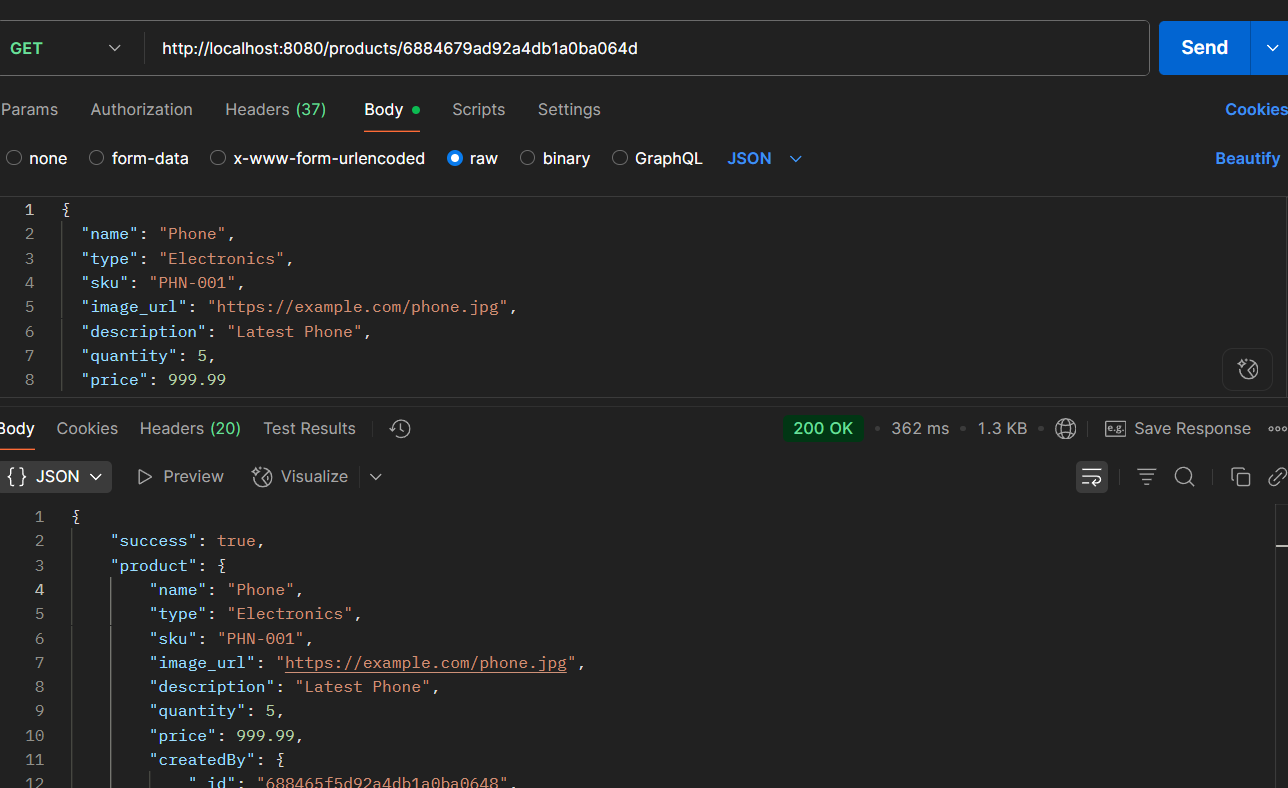 GET http://localhost:8080/products/6884679ad92a4db1a0ba064d Send
Params Authorization Headers (37) Body Scripts Settings Cookies
none form-data x-www-form-urlencoded raw binary GraphQL JSON Beautify
1 {
2 "name": "Phone",
3 "type": "Electronics",
4 "sku": "PHN-001",
5 "image_url": "https://example.com/phone.jpg",
6 "description": "Latest Phone",
7 "quantity": 5,
8 "price": 999.99
Body Cookies Headers (20) Test Results 200 OK • 362 ms • 1.3 KB • e.g. Save Response
{} JSON Preview Visualize
1 {
2 "success": true,
3 "product": {
4 "name": "Phone",
5 "type": "Electronics",
6 "sku": "PHN-001",
7 "image_url": "https://example.com/phone.jpg",
8 "description": "Latest Phone",
9 "quantity": 5,
10 "price": 999.99,
11 "createdBy": {
12 "_id": "688465f5d92a4db1a0ba0648",